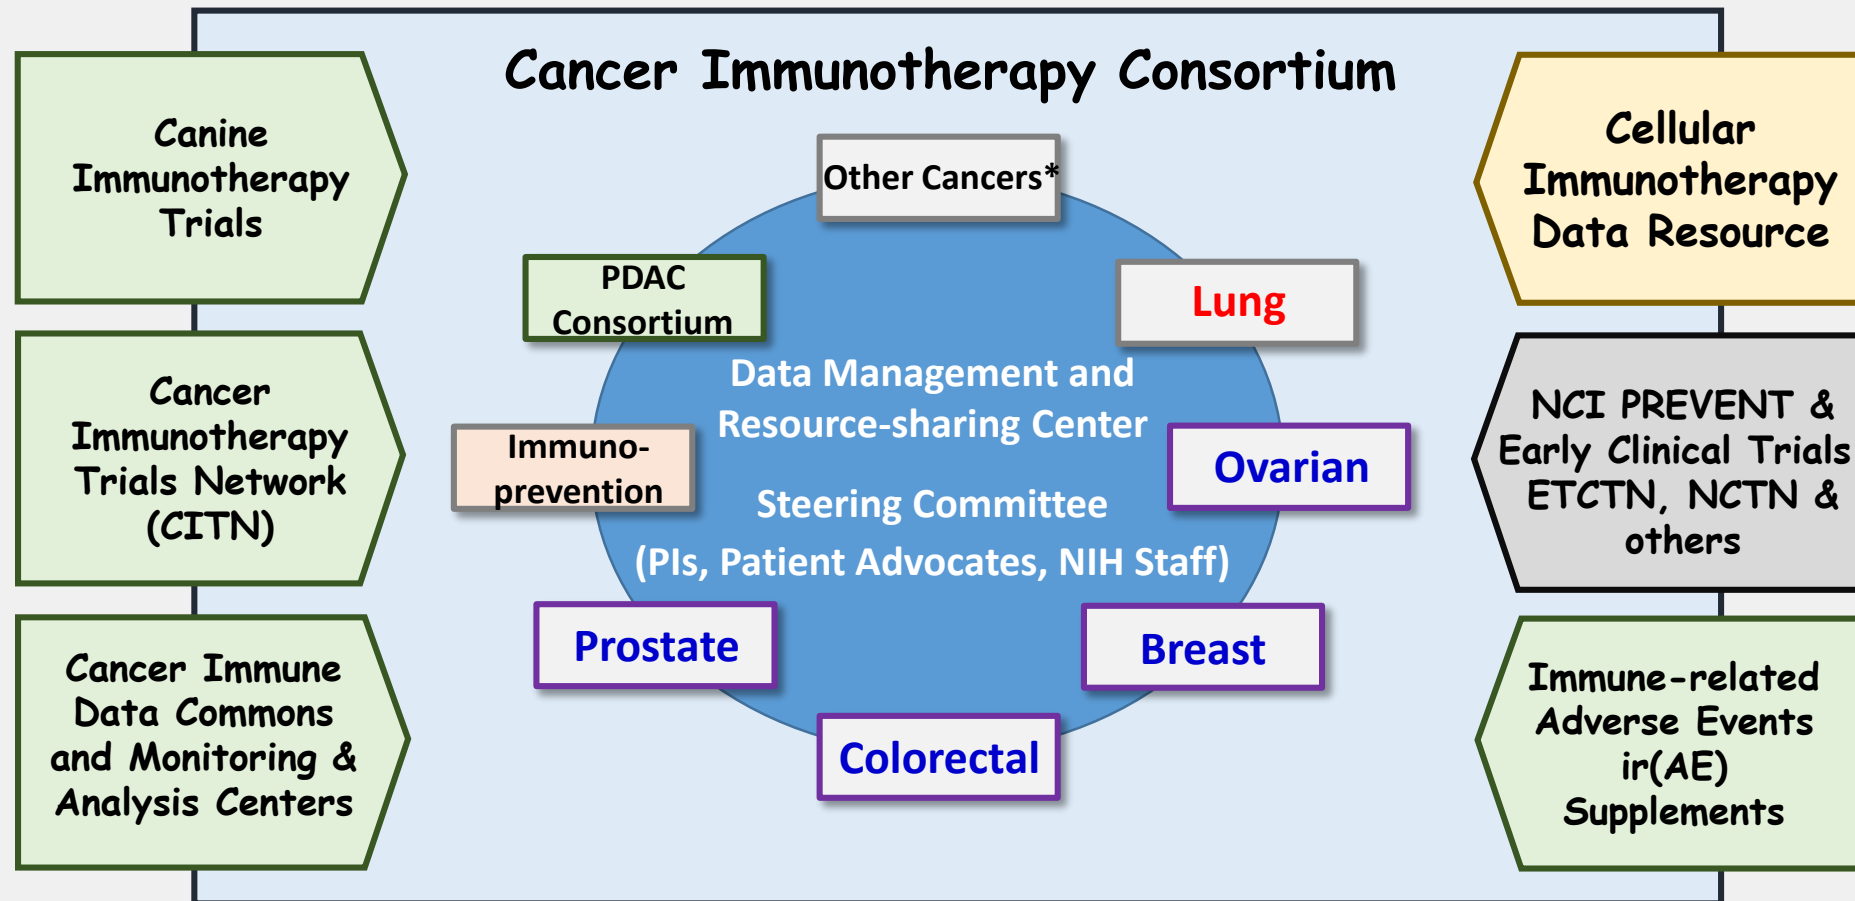 Cancer Immunotherapy Consortium
Canine
Immunotherapy
Trials
Cancer
Immunotherapy
Trials Network
(CITN)
Cancer Immune
Data Commons
and Monitoring &
Analysis Centers
Other Cancers*
PDAC
Consortium
Lung
Immuno-
prevention
Data Management and
Resource-sharing Center
Steering Committee
(PIs, Patient Advocates, NIH Staff)
Ovarian
Prostate
Breast
Colorectal
Cellular
Immunotherapy
Data Resource
NCI PREVENT &
Early Clinical Trials
ETCTN, NCTN &
others
Immune-related
Adverse Events
ir(AE)
Supplements